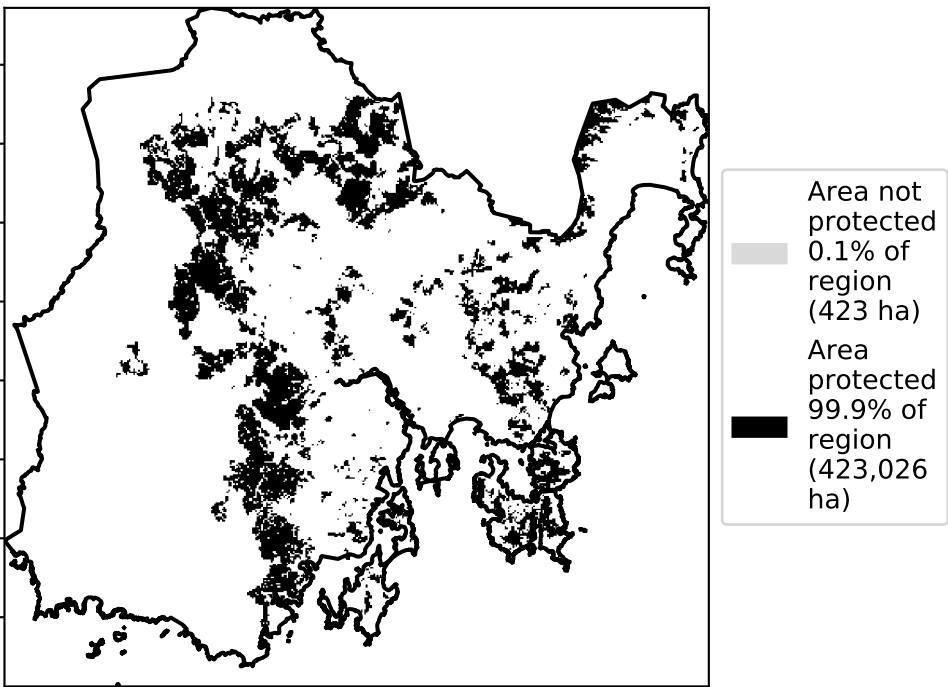 Area not
protected
0.1% of
region
(423 ha)
Area
protected
99.9% of
region
(423,026
ha)